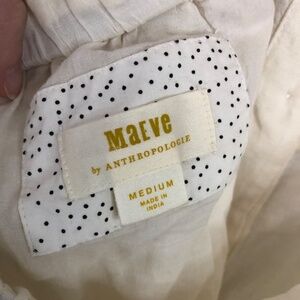 Maeve
by ANTHROPOLOGIE
MEDIUM
MADE IN
INDIA